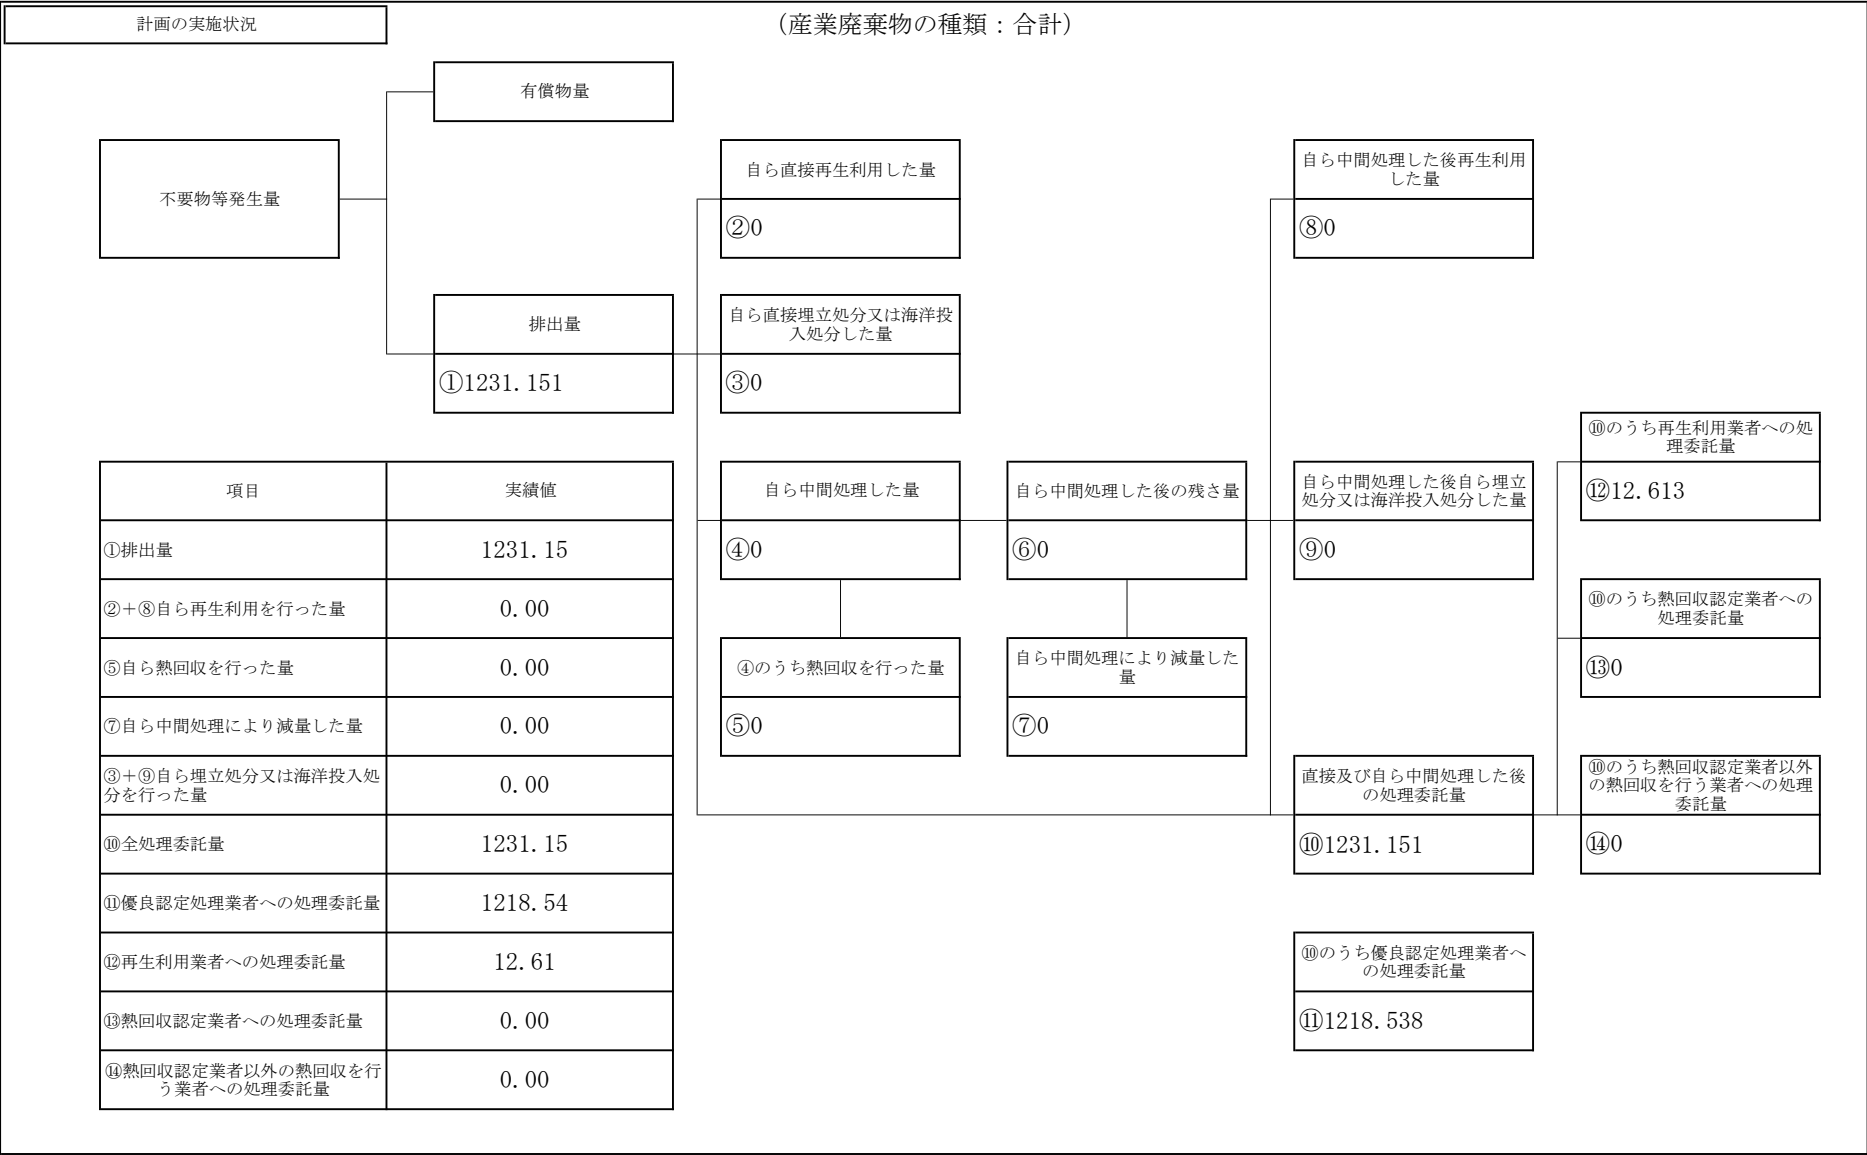 計画の実施状況
（産業廃棄物の種類：合計）
有償物量
不要物等発生量
自ら直接再生利用した量
②0
自ら中間処理した後再生利用
した量
⑧0
排出量
①1231.151
自ら直接埋立処分又は海洋投
入処分した量
③0
⑩のうち再生利用業者への処
理委託量
⑫12.613
自ら中間処理した量
④0
自ら中間処理した後の残さ量
⑥0
自ら中間処理した後自ら埋立
処分又は海洋投入処分した量
⑨0
⑩のうち熱回収認定業者への
処理委託量
⑬0
④のうち熱回収を行った量
⑤0
自ら中間処理により減量した
量
⑦0
直接及び自ら中間処理した後
の処理委託量
⑩1231.151
⑩のうち熱回収認定業者以外
の熱回収を行う業者への処理
委託量
⑭0
⑩のうち優良認定処理業者へ
の処理委託量
⑪1218.538
項目 実績値
①排出量 1231.15
②＋⑧自ら再生利用を行った量 0.00
⑤自ら熱回収を行った量 0.00
⑦自ら中間処理により減量した量 0.00
③＋⑨自ら埋立処分又は海洋投入処
分を行った量 0.00
⑩全処理委託量 1231.15
⑪優良認定処理業者への処理委託量 1218.54
⑫再生利用業者への処理委託量 12.61
⑬熱回収認定業者への処理委託量 0.00
⑭熱回収認定業者以外の熱回収を行
う業者への処理委託量 0.00